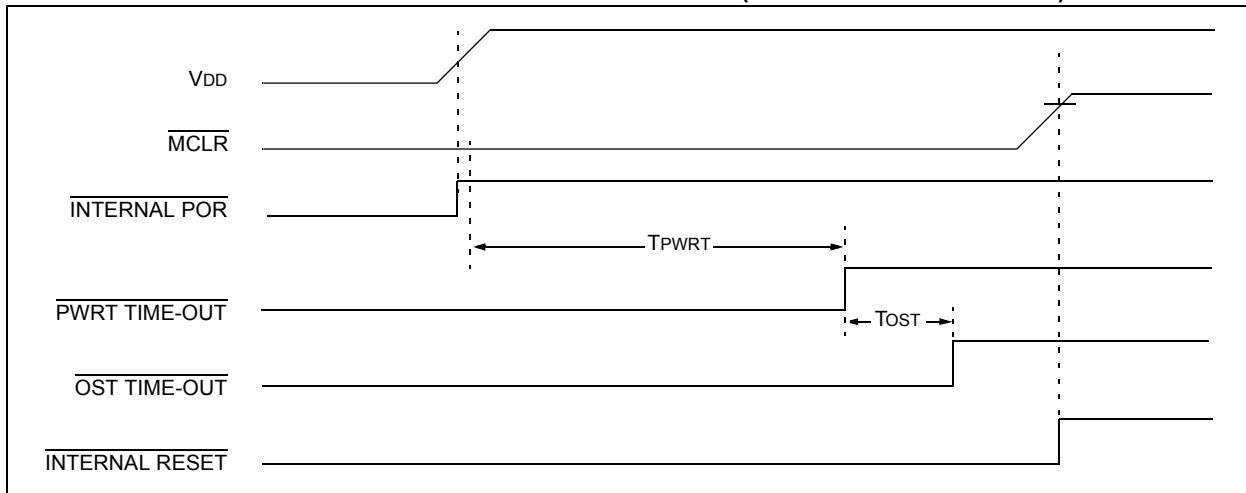 VDD
MCLR
INTERNAL POR
TPWRT
PWRT TIME-OUT
TOST
OST TIME-OUT
INTERNAL RESET